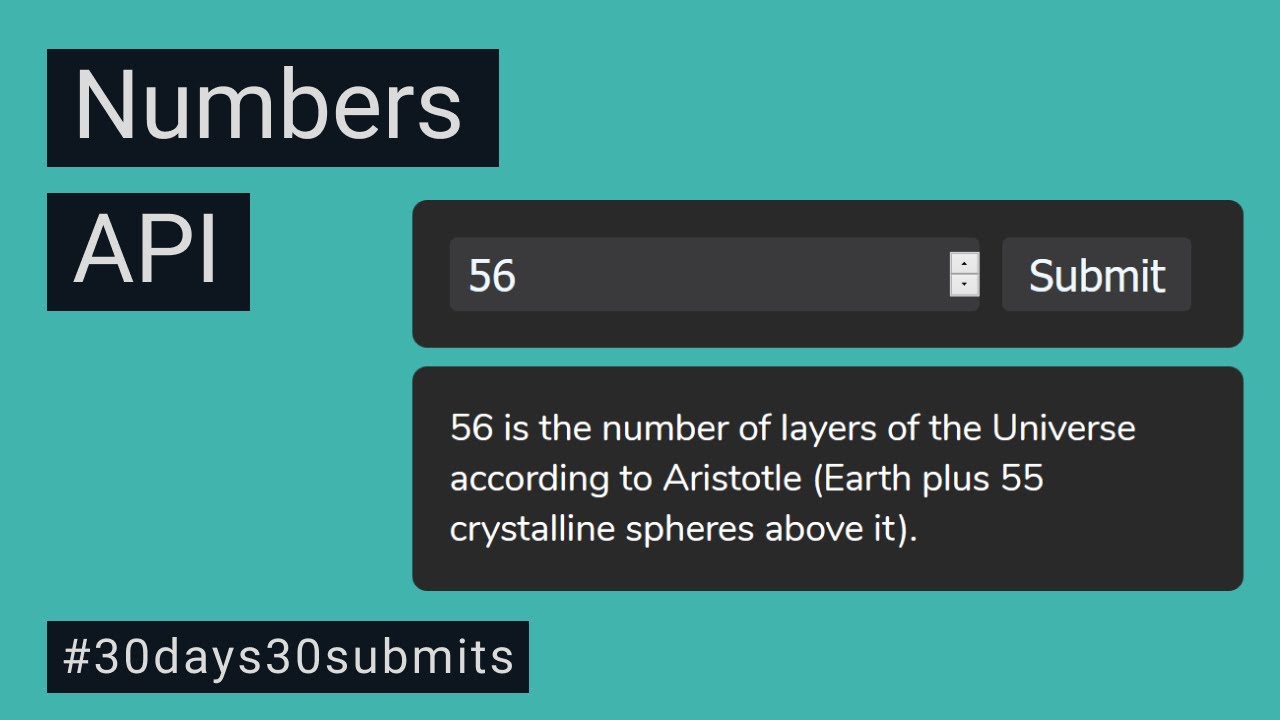 Numbers
API
56
Submit
56 is the number of layers of the Universe
according to Aristotle (Earth plus 55
crystalline spheres above it).
#30days30submits